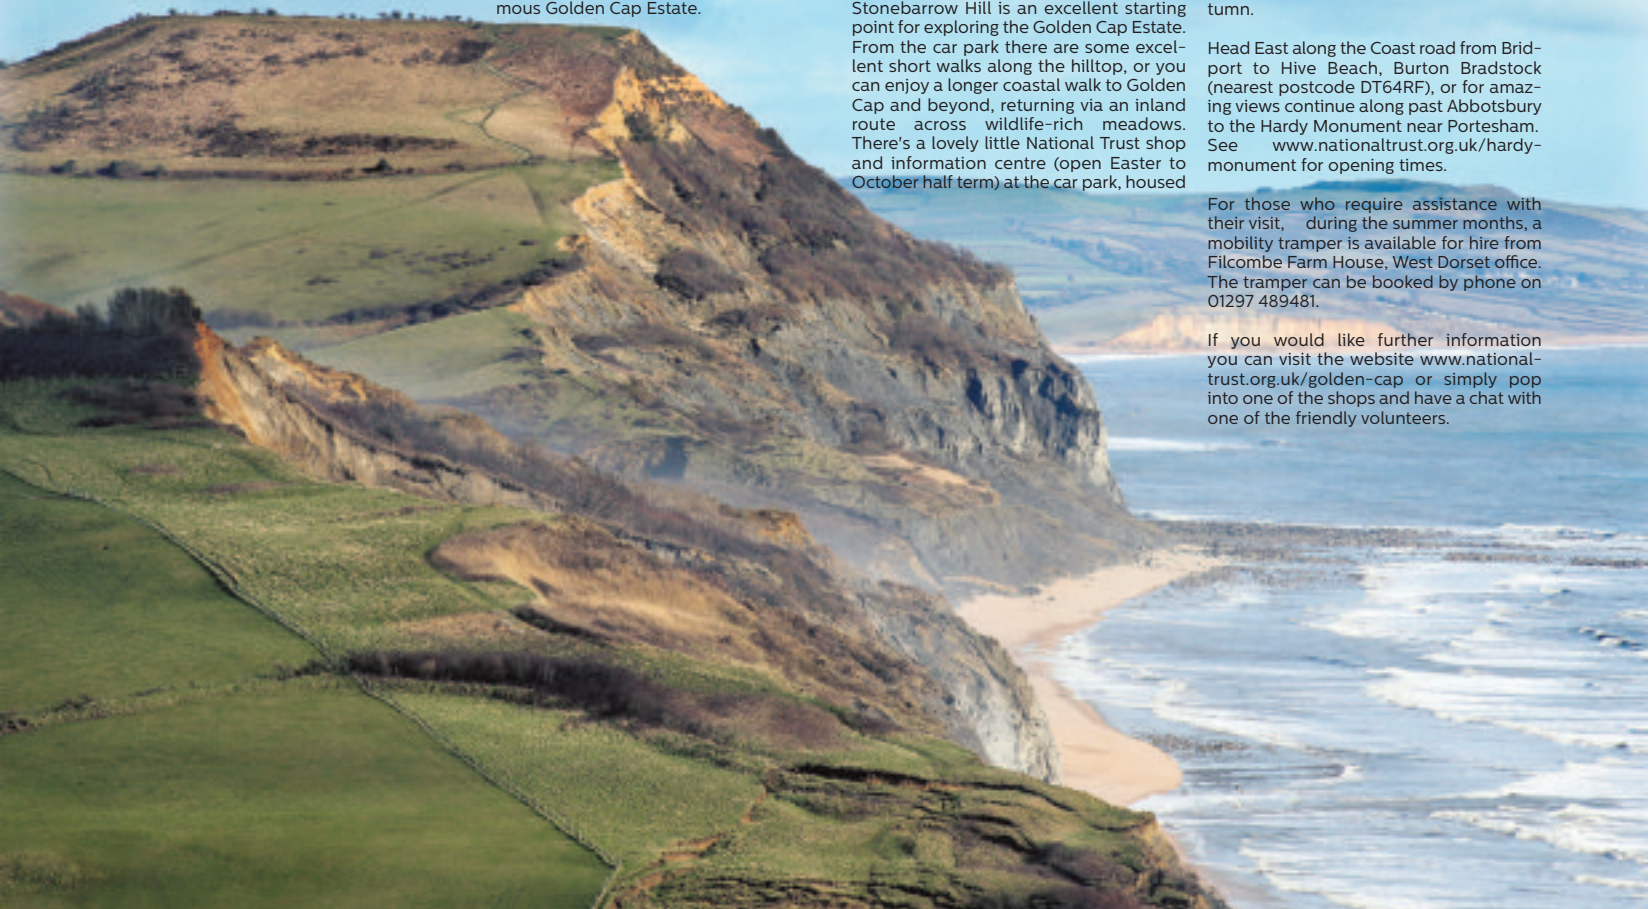 mous Golden Cap Estate.
Stonebarrow Hill is an excellent starting
point for exploring the Golden Cap Estate.
From the car park there are some excel-
lent short walks along the hilltop, or you
can enjoy a longer coastal walk to Golden
Cap and beyond, returning via an inland
route across wildlife-rich meadows.
There's a lovely little National Trust shop
and information centre (open Easter to
October half term) at the car park, housed
tumn.
Head East along the Coast road from Brid-
port to Hive Beach, Burton Bradstock
(nearest postcode DT64RF), or for amaz-
ing views continue along past Abbotsbury
to the Hardy Monument near Portesham.
See www.nationaltrust.org.uk/hardy-
monument for opening times.
For those who require assistance with
their visit, during the summer months, a
mobility tramper is available for hire from
Filcombe Farm House, West Dorset office.
The tramper can be booked by phone on
01297 489481.
If you would like further information
you can visit the website www.national-
trust.org.uk/golden-cap or simply pop
into one of the shops and have a chat with
one of the friendly volunteers.